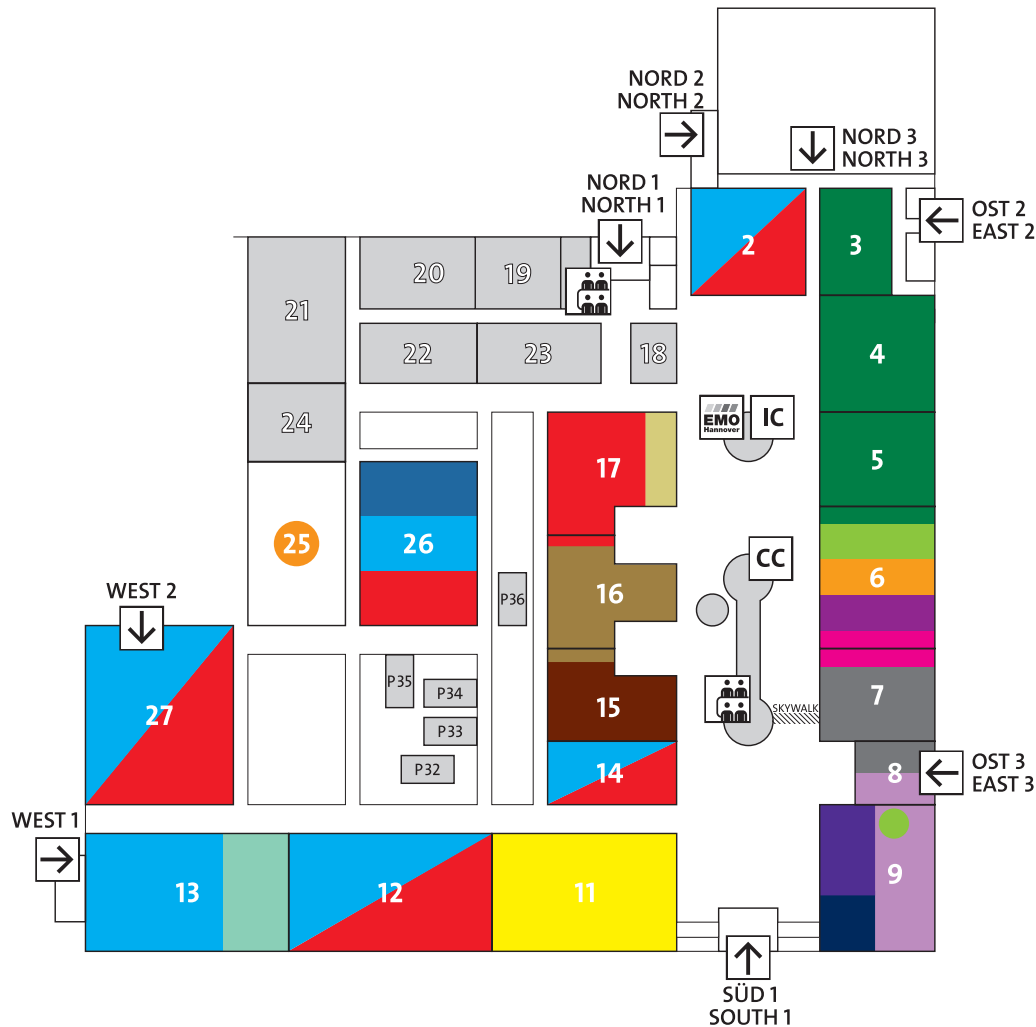 NORD 2
NORTH 2
NORD 3
NORTH 3
NORD 1
NORTH 1
OST 2
EAST 2
2
3
20
19
21
4
22
23
18
24
EMO
Hannover
IC
17
5
25
26
CC
6
WEST 2
P36
16
P35
P34
15
7
SKYWALK
27
P33
P32
14
8
OST 3
EAST 3
WEST 1
13
12
11
9
SÜD 1
SOUTH 1